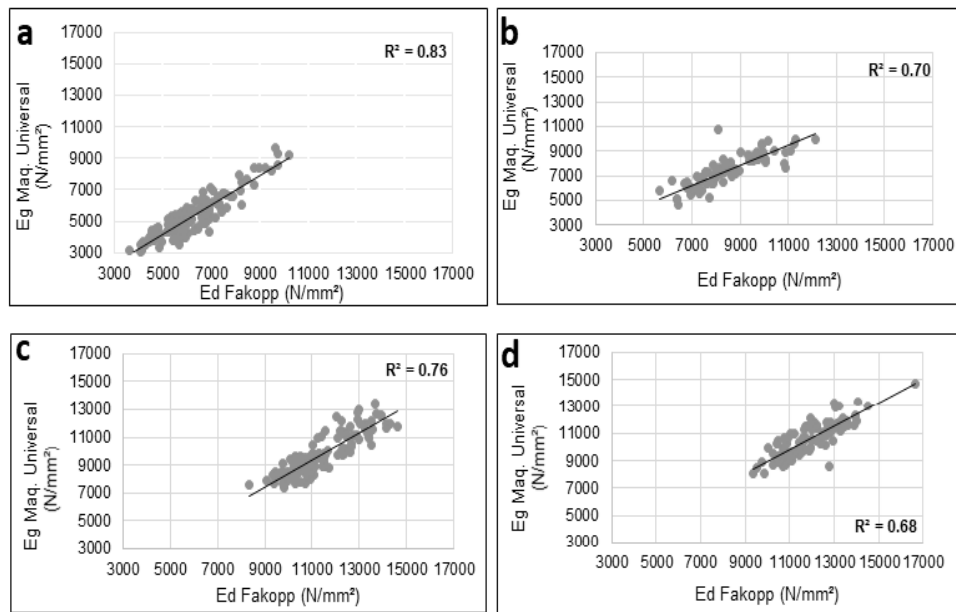 a
R² = 0.83
17000
15000
13000
11000
9000
7000
5000
3000
Eg Maq. Universal
(N/mm²)
3000 5000 7000 9000 11000 13000 15000 17000
Ed Fakopp (N/mm²)
b
R² = 0.70
17000
15000
13000
11000
9000
7000
5000
3000
Eg Maq. Universal
(N/mm²)
3000 5000 7000 9000 11000 13000 15000 17000
Ed Fakopp (N/mm²)
c
R² = 0.76
17000
15000
13000
11000
9000
7000
5000
3000
Eg Maq. Universal
(N/mm²)
3000 5000 7000 9000 11000 13000 15000 17000
Ed Fakopp (N/mm²)
d
17000
15000
13000
11000
9000
7000
5000
3000
Eg Maq. Universal
(N/mm²)
R² = 0.68
3000 5000 7000 9000 11000 13000 15000 17000
Ed Fakopp (N/mm²)